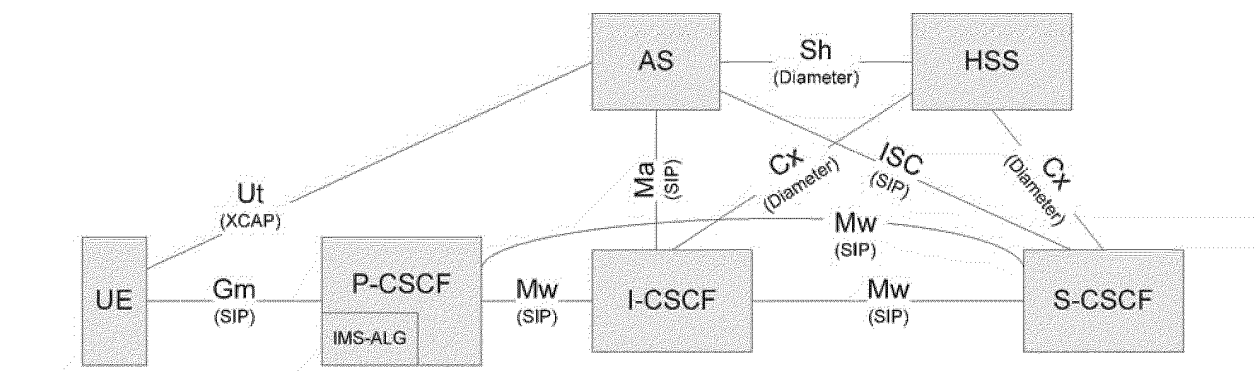 AS
Sh
(Diameter)
HSS
Ma
(SIP)
Cx
(Diameter)
ISC
(SIP)
Cx
(Diameter)
Ut
(XCAP)
Mw
(SIP)
UE
Gm
(SIP)
P-CSCF
IMS-ALG
Mw
(SIP)
I-CSCF
Mw
(SIP)
S-CSCF